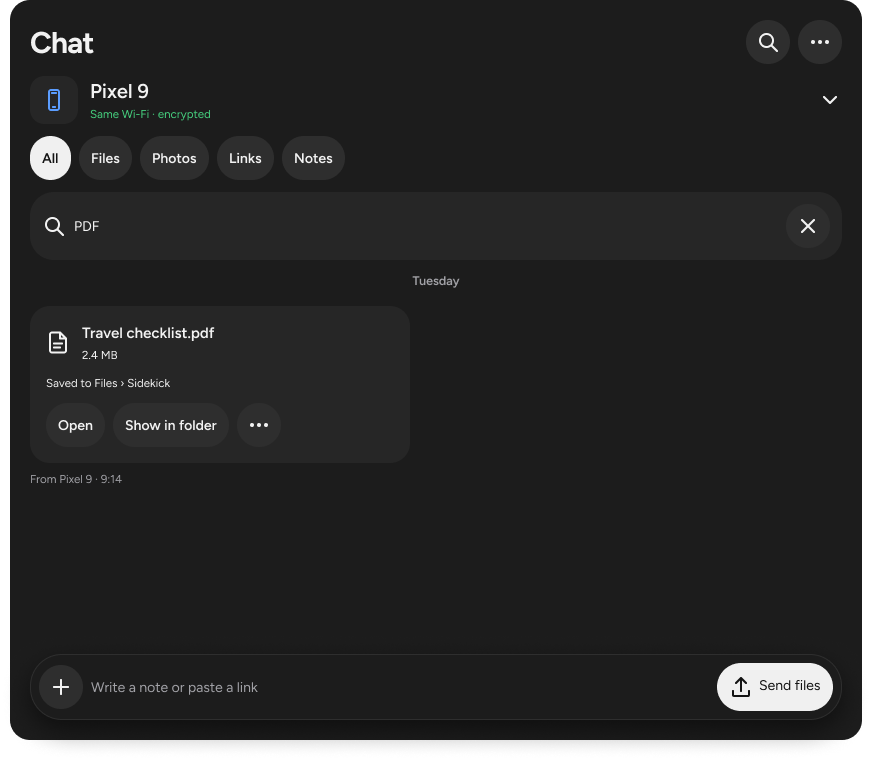 Chat
Pixel 9
Same Wi-Fi · encrypted
All
Files
Photos
Links
Notes
PDF
Tuesday
Travel checklist.pdf
2.4 MB
Saved to Files › Sidekick
Open
Show in folder
From Pixel 9 · 9:14
Write a note or paste a link
Send files